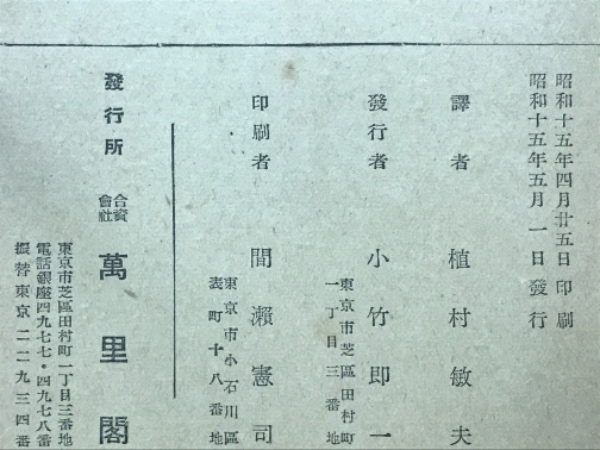 昭和十五年四月廿五日印刷
昭和十五年五月一日發行
譯者 植村敏夫
發行者 小竹即一
東京市芝區田村町
一丁目三番地
印刷者 間瀨憲司
東京市小石川區
表町十八番地
發行所 合資會社 萬里閣
東京市芝區田村町一丁目三番地
電話銀座四九七七・四九七八番
振替東京二二九三四番